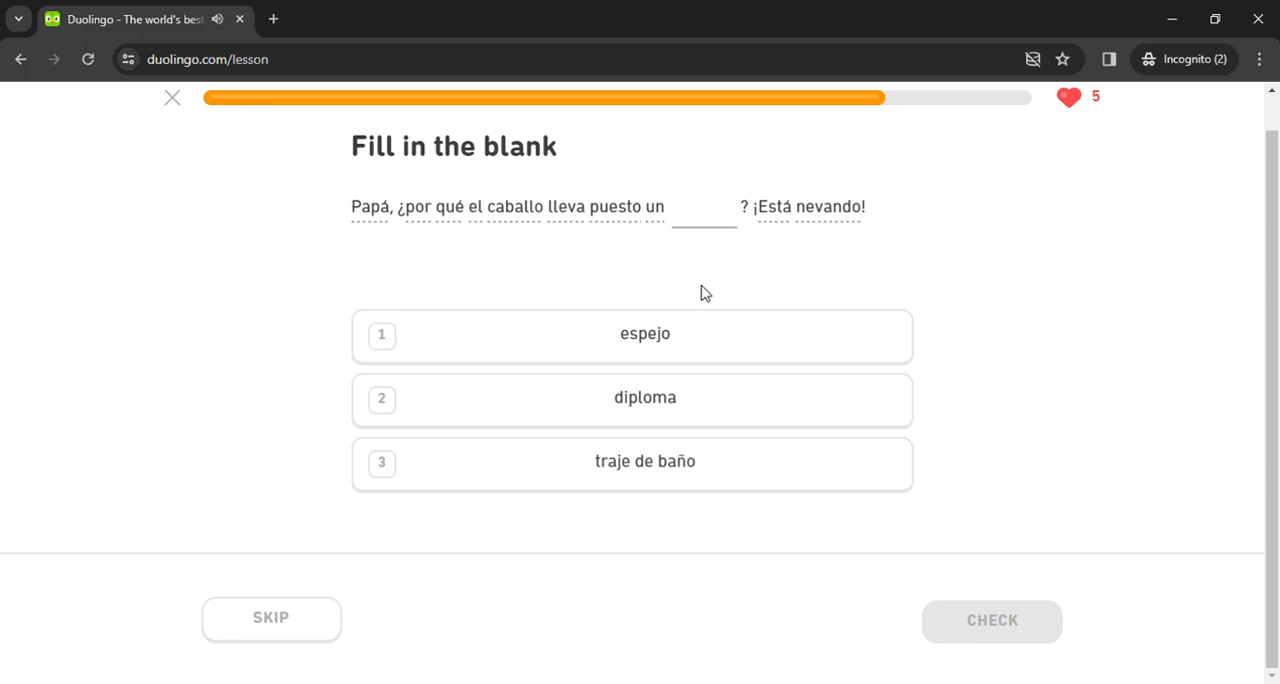 Duolingo - The world's best
duolingo.com/lesson
Incognito (2)
5
Fill in the blank
Papá, ¿por qué el caballo lleva puesto un ______ ? ¡Está nevando!
1 espejo
2 diploma
3 traje de baño
SKIP
CHECK